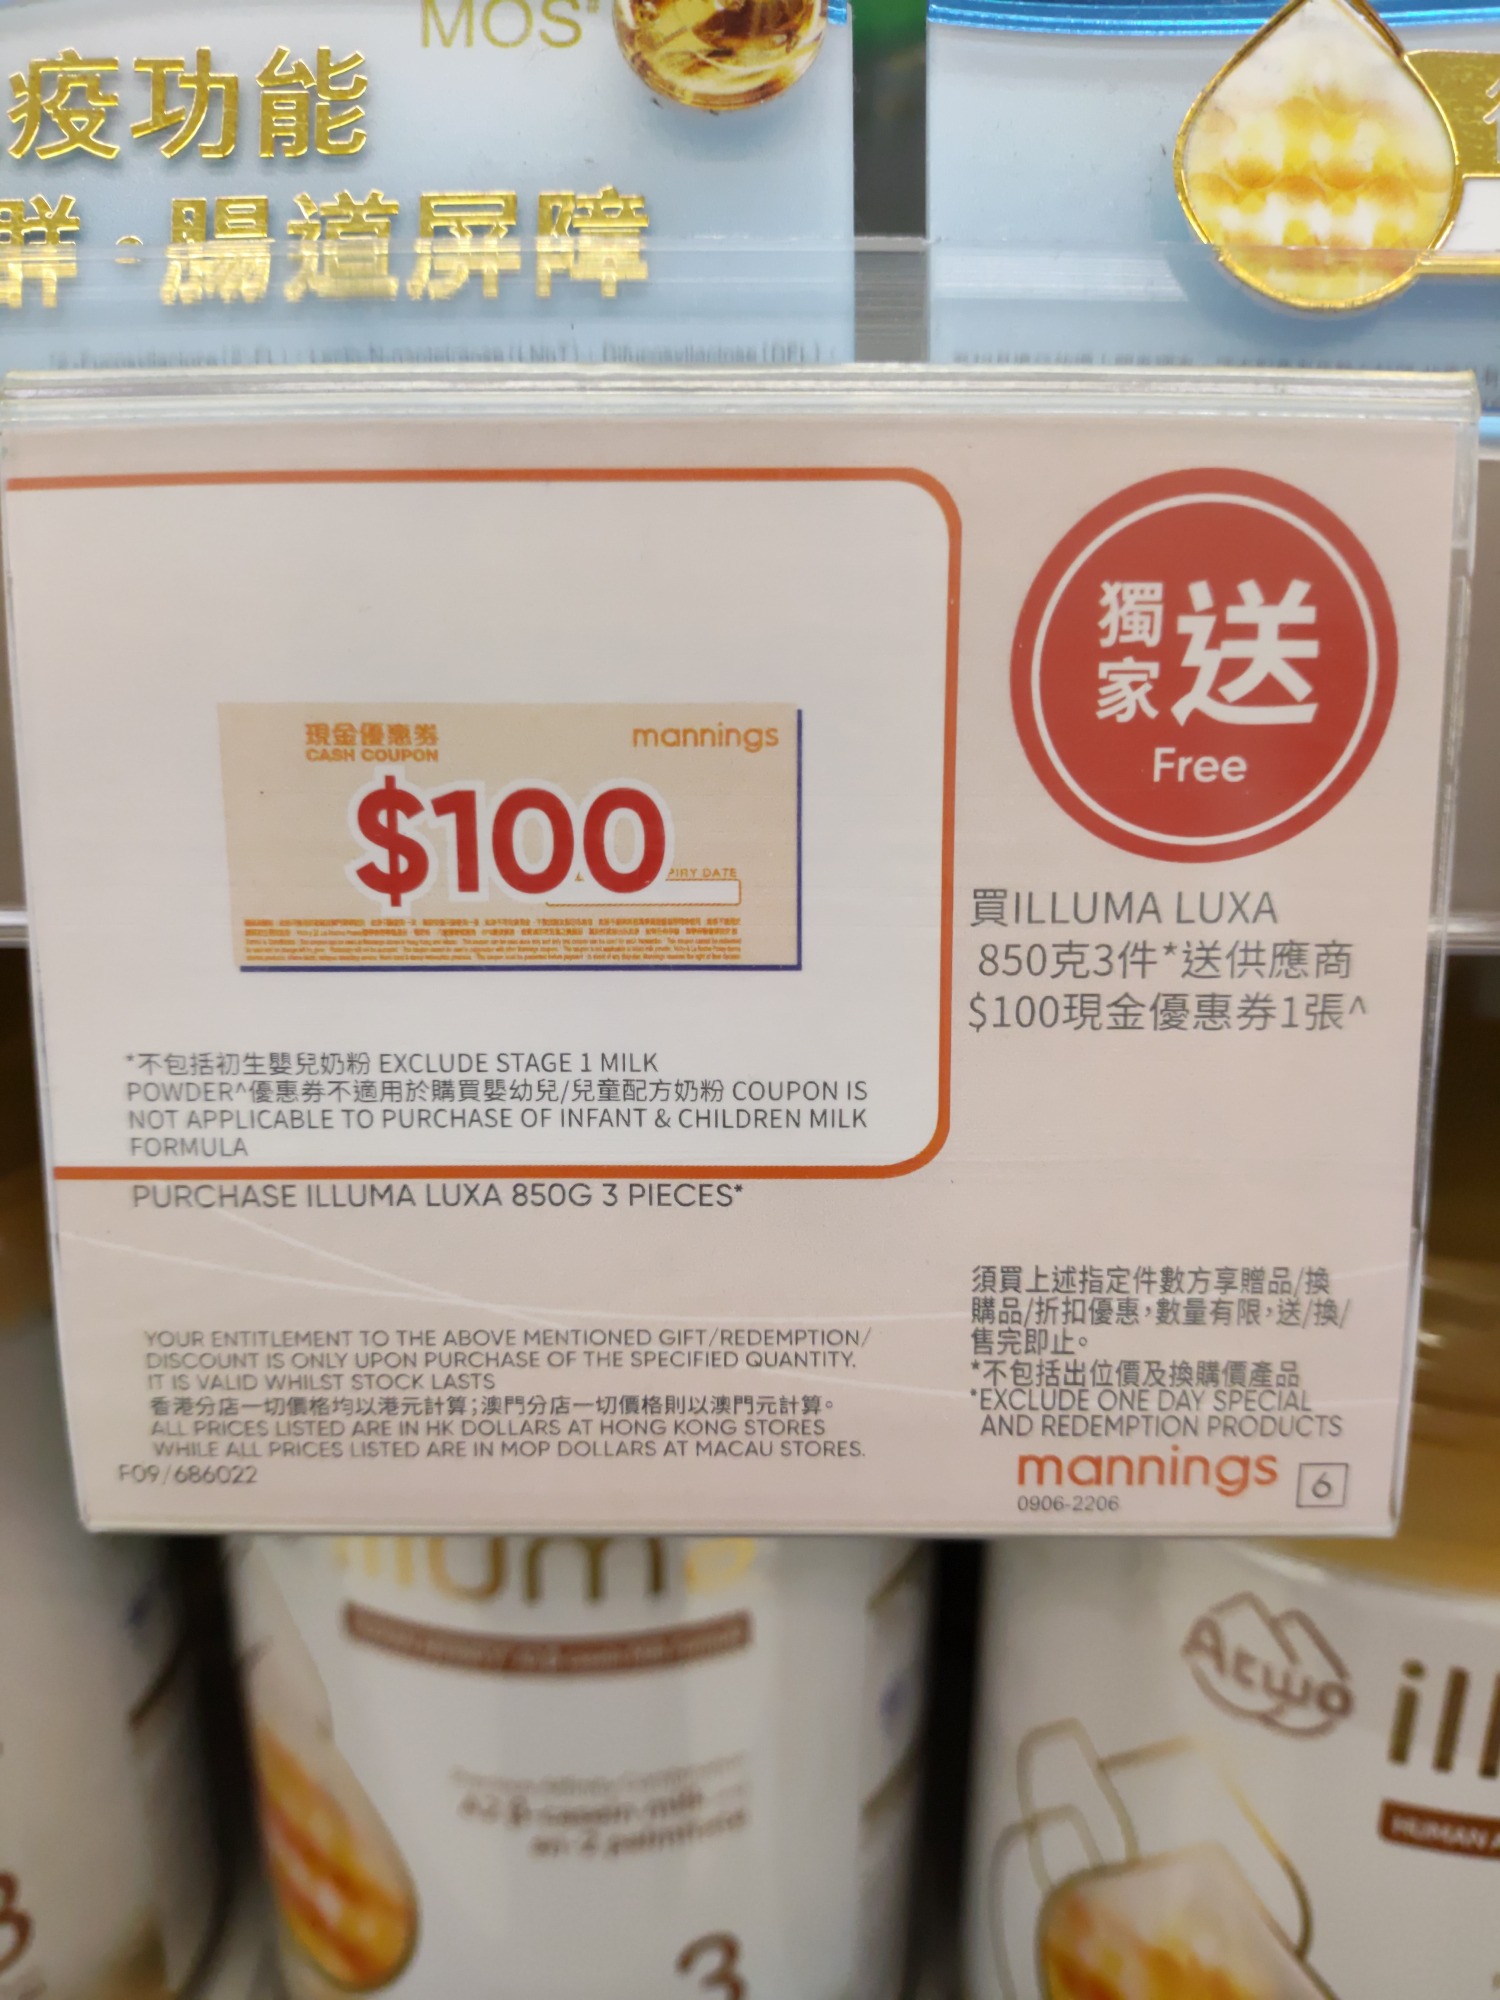 MOS
疫功能
群·腸道屏障
獨家送
Free
現金優惠券
CASH COUPON
mannings
$100
PIRY DATE
買ILLUMA LUXA
850克3件*送供應商
$100現金優惠券1張^
*不包括初生嬰兒奶粉 EXCLUDE STAGE 1 MILK
POWDER^優惠券不適用於購買嬰幼兒/兒童配方奶粉 COUPON IS
NOT APPLICABLE TO PURCHASE OF INFANT & CHILDREN MILK
FORMULA
PURCHASE ILLUMA LUXA 850G 3 PIECES*
須買上述指定件數方享贈品/換
購品/折扣優惠,數量有限,送/換/
售完即止。
*不包括出位價及換購價產品
*EXCLUDE ONE DAY SPECIAL
AND REDEMPTION PRODUCTS
YOUR ENTITLEMENT TO THE ABOVE MENTIONED GIFT/REDEMPTION/
DISCOUNT IS ONLY UPON PURCHASE OF THE SPECIFIED QUANTITY.
IT IS VALID WHILST STOCK LASTS
香港分店一切價格均以港元計算;澳門分店一切價格則以澳門元計算。
ALL PRICES LISTED ARE IN HK DOLLARS AT HONG KONG STORES
WHILE ALL PRICES LISTED ARE IN MOP DOLLARS AT MACAU STORES.
F09/686022
mannings 6
0906-2206
illuma
Atwo
ill
HUMAN
A2 β-casein milk
3
3